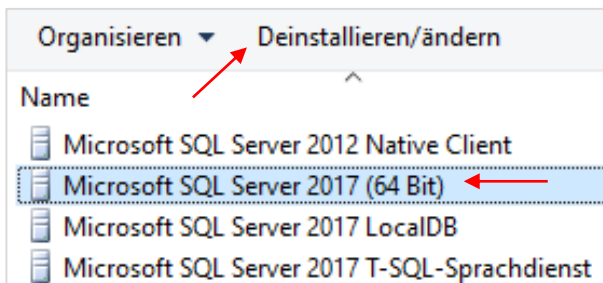 Organisieren Deinstallieren/ändern
Name
Microsoft SQL Server 2012 Native Client
Microsoft SQL Server 2017 (64 Bit)
Microsoft SQL Server 2017 LocalDB
Microsoft SQL Server 2017 T-SQL-Sprachdienst